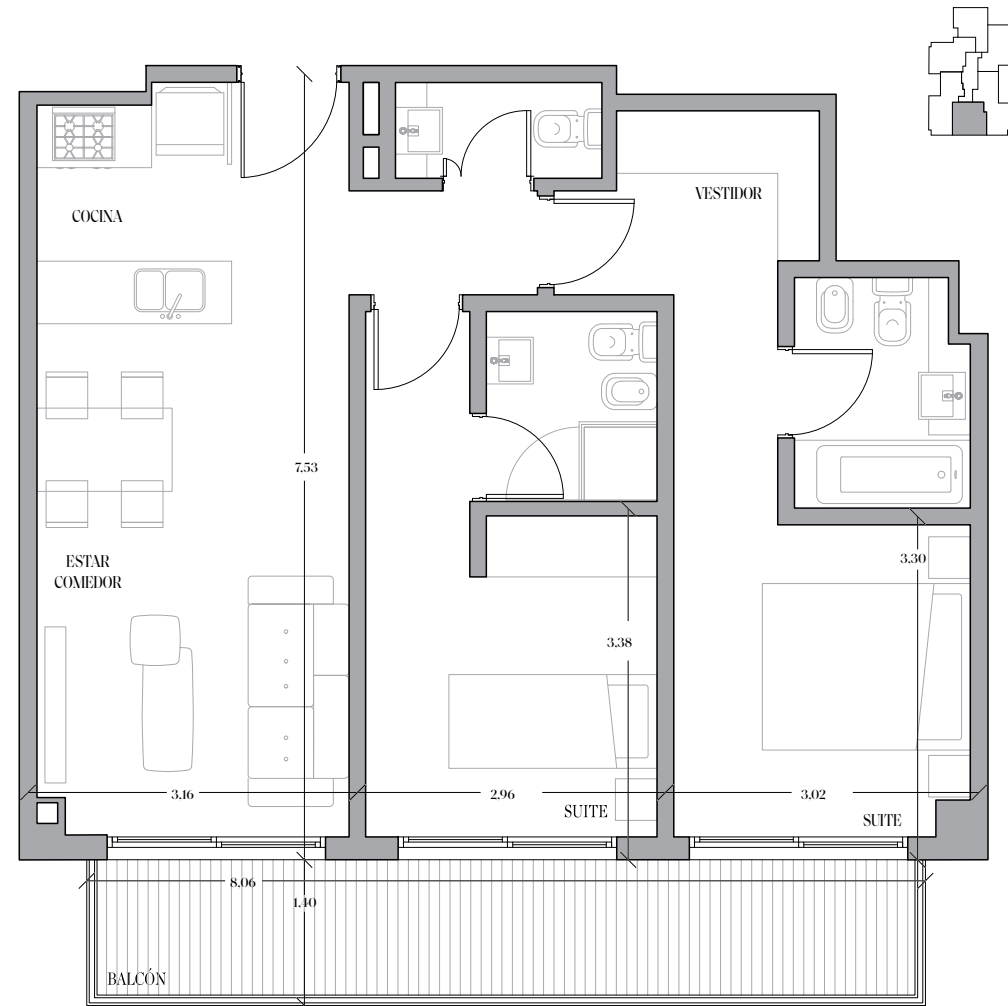 COCINA
VESTIDOR
7.53
ESTAR
COMEDOR
3.30
3.38
3.16
2.96
3.02
SUITE
SUITE
8.06
1.40
BALCÓN